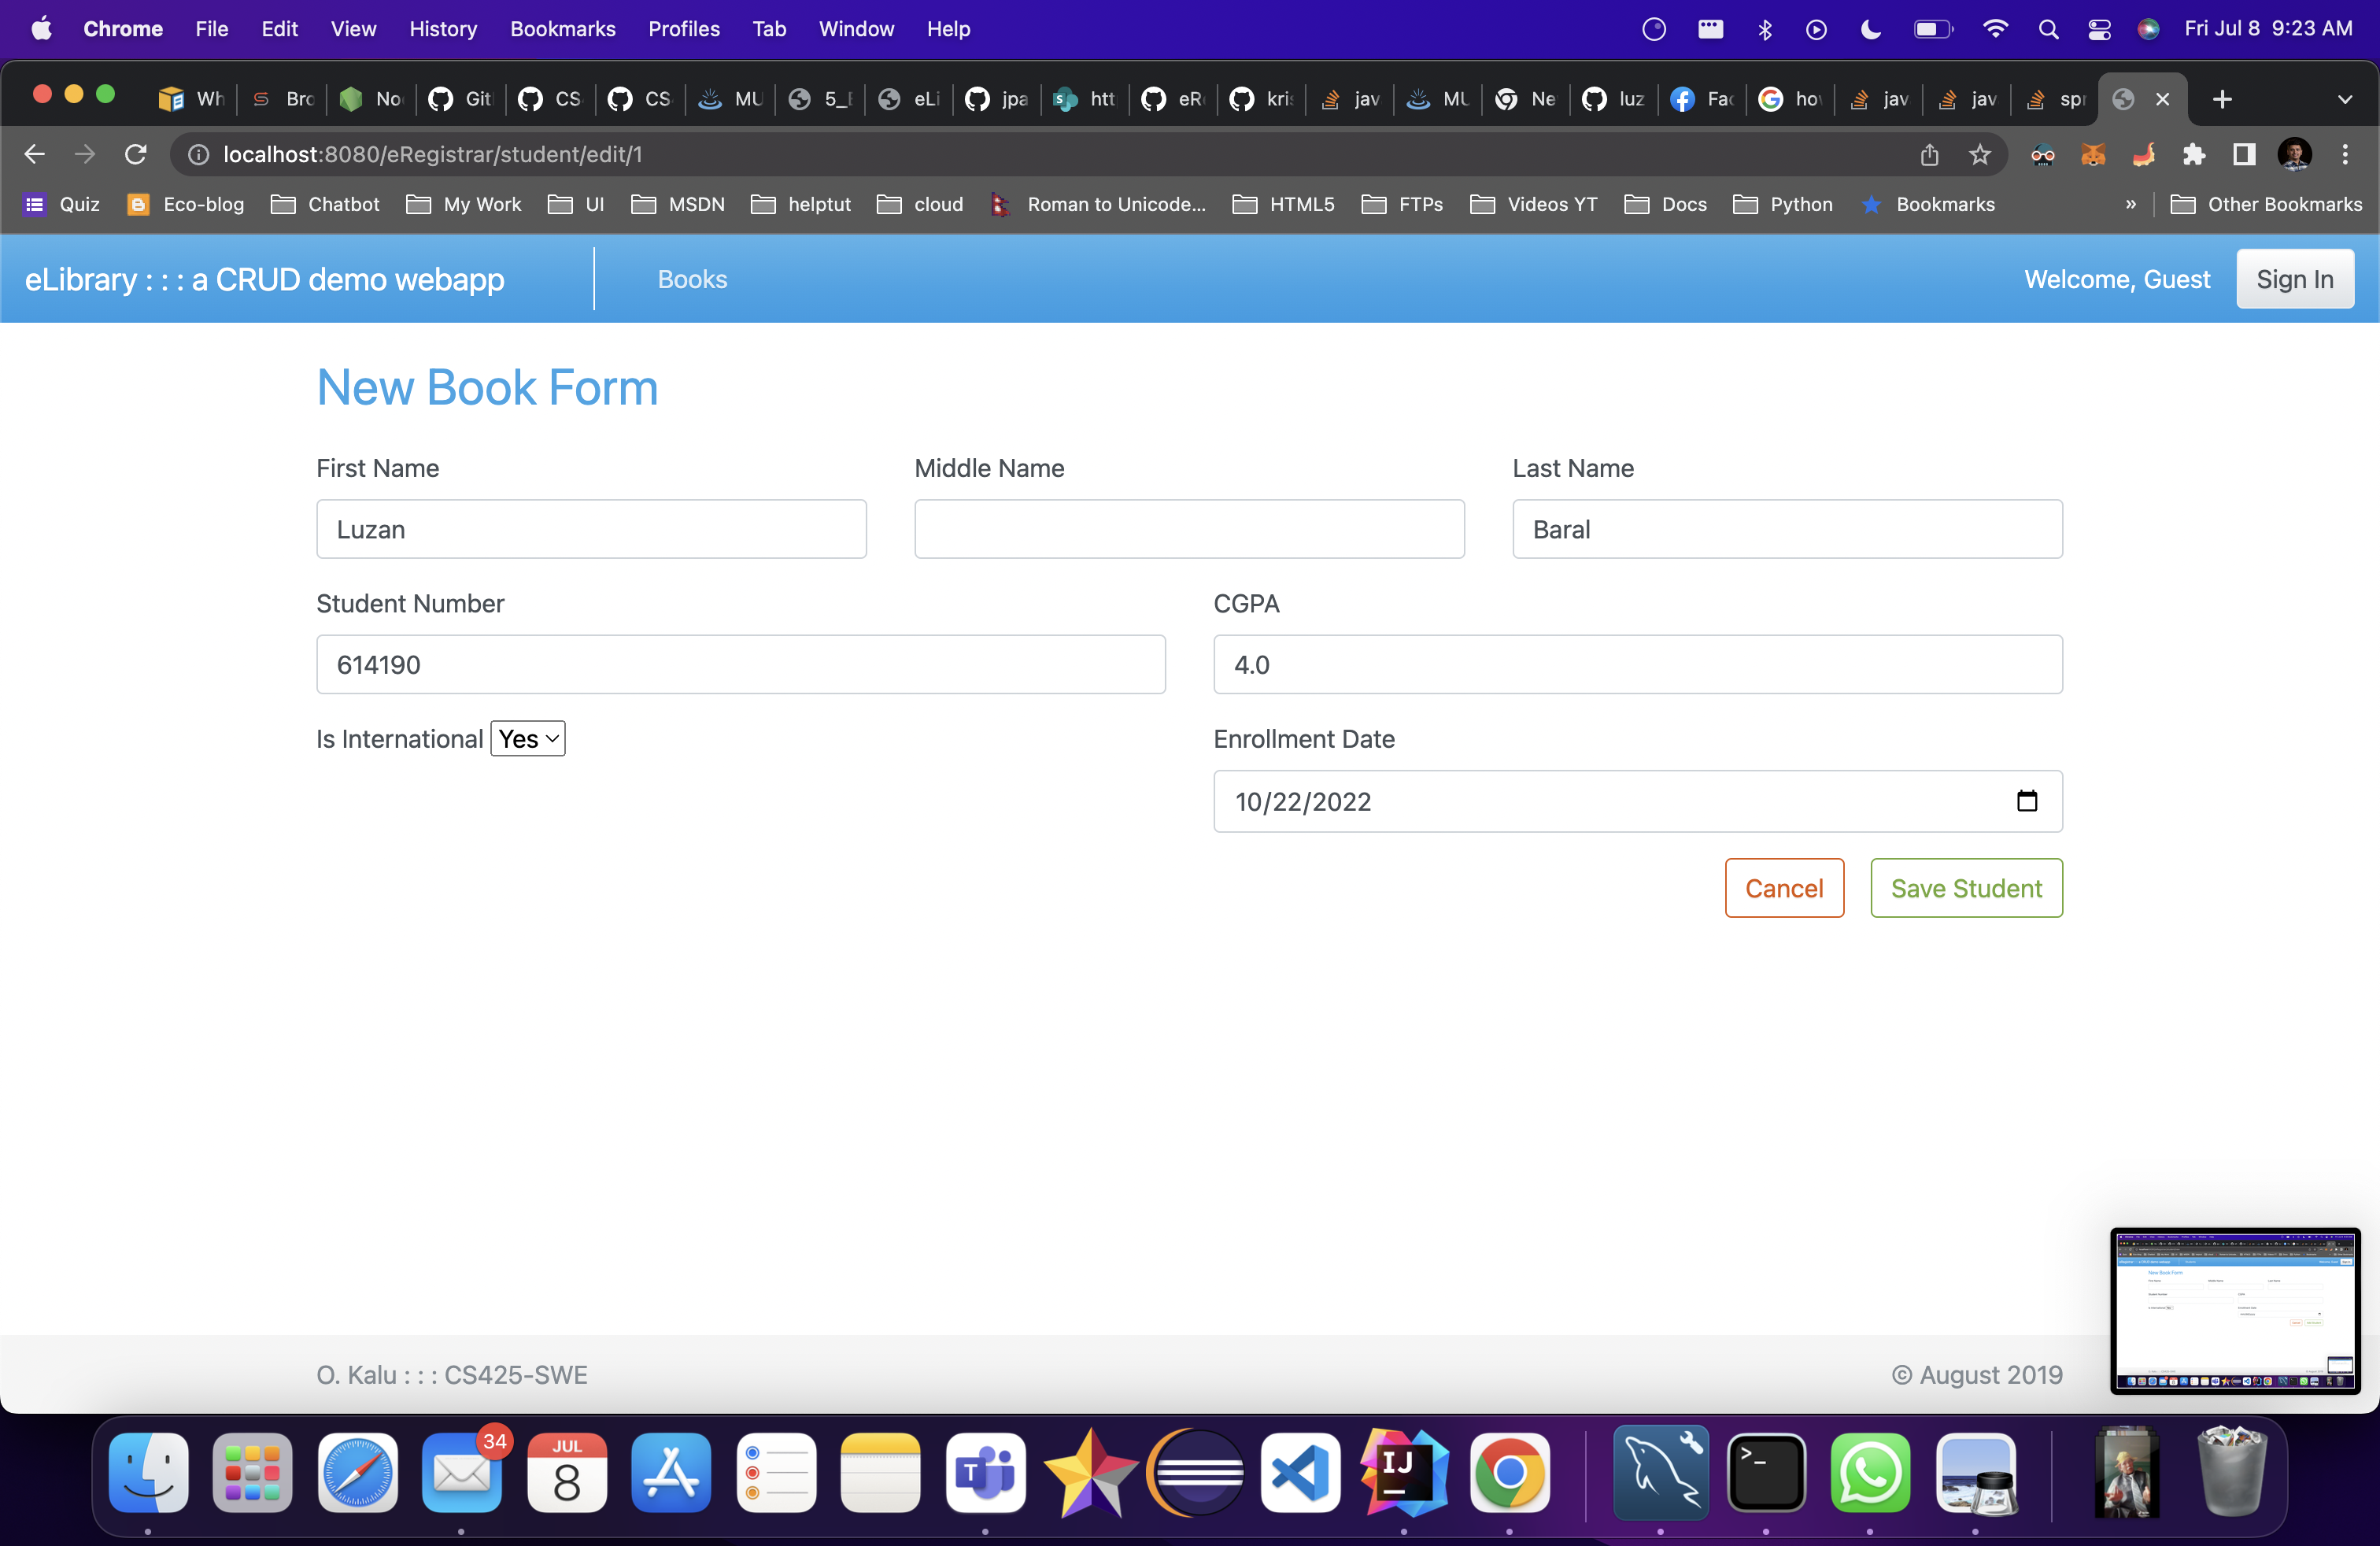 Chrome File Edit View History Bookmarks Profiles Tab Window Help Fri Jul 8 9:23 AM
Wh Bro No Git CS CS MU 5_E eLi jpa htt eR kris jav MU Ne luz Fac G hov jav jav spr
localhost:8080/eRegistrar/student/edit/1
Quiz Eco-blog Chatbot My Work UI MSDN helptut cloud Roman to Unicode... HTML5 FTPs Videos YT Docs Python Bookmarks » Other Bookmarks
eLibrary : : : a CRUD demo webapp Books Welcome, Guest Sign In
New Book Form
First Name Middle Name Last Name
Luzan Baral
Student Number CGPA
614190 4.0
Is International Yes Enrollment Date
10/22/2022
Cancel Save Student
O. Kalu : : : CS425-SWE © August 2019
34 JUL
8 T IJ >_